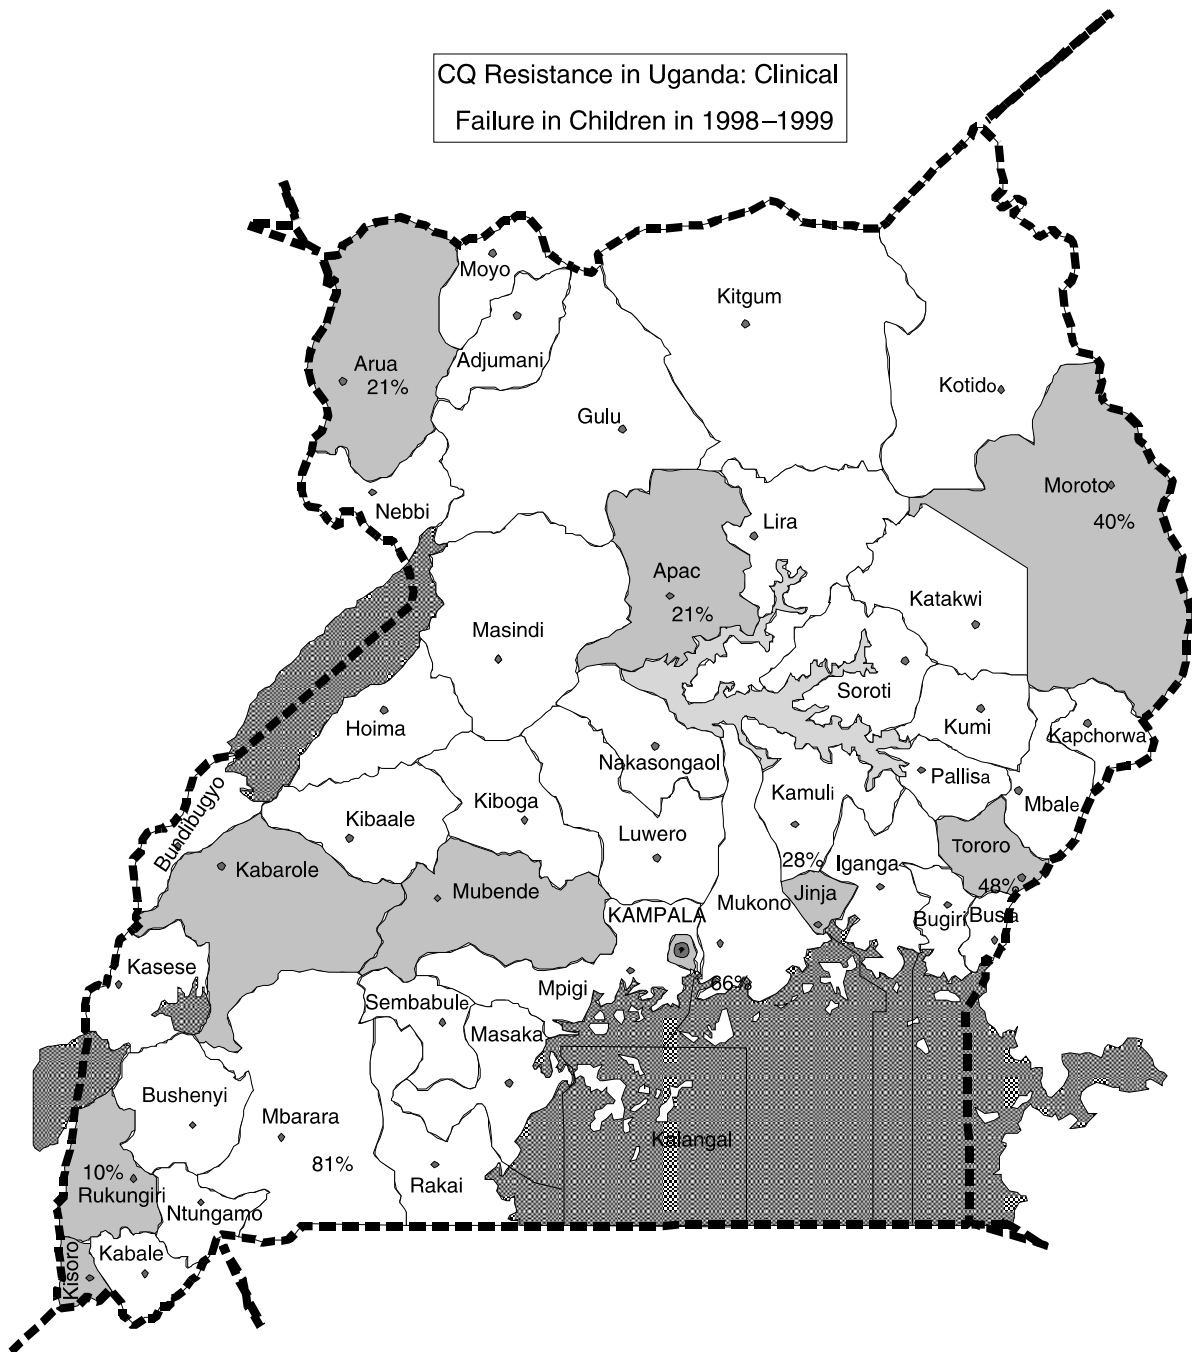 CQ Resistance in Uganda: Clinical
Failure in Children in 1998–1999
Moyo
Kitgum
Arua
21%
Adjumani
Kotido
Gulu
Moroto
40%
Nebbi
Lira
Apac
21%
Katakwi
Masindi
Soroti
Hoima
Kumi
Kapchorwa
Nakasongaol
Pallisa
Bundibugyo
Kiboga
Kamuli
Mbale
Kibaale
Luwero
Tororo
48%
28%
Iganga
Kabarole
Mubende
Jinja
Mukono
KAMPALA
Bugiri
Busia
Kasese
Mpigi
66%
Sembabule
Masaka
Bushenyi
Mbarara
81%
Kalangal
10%
Rukungiri
Rakai
Ntungamo
Kabale
Kisoro